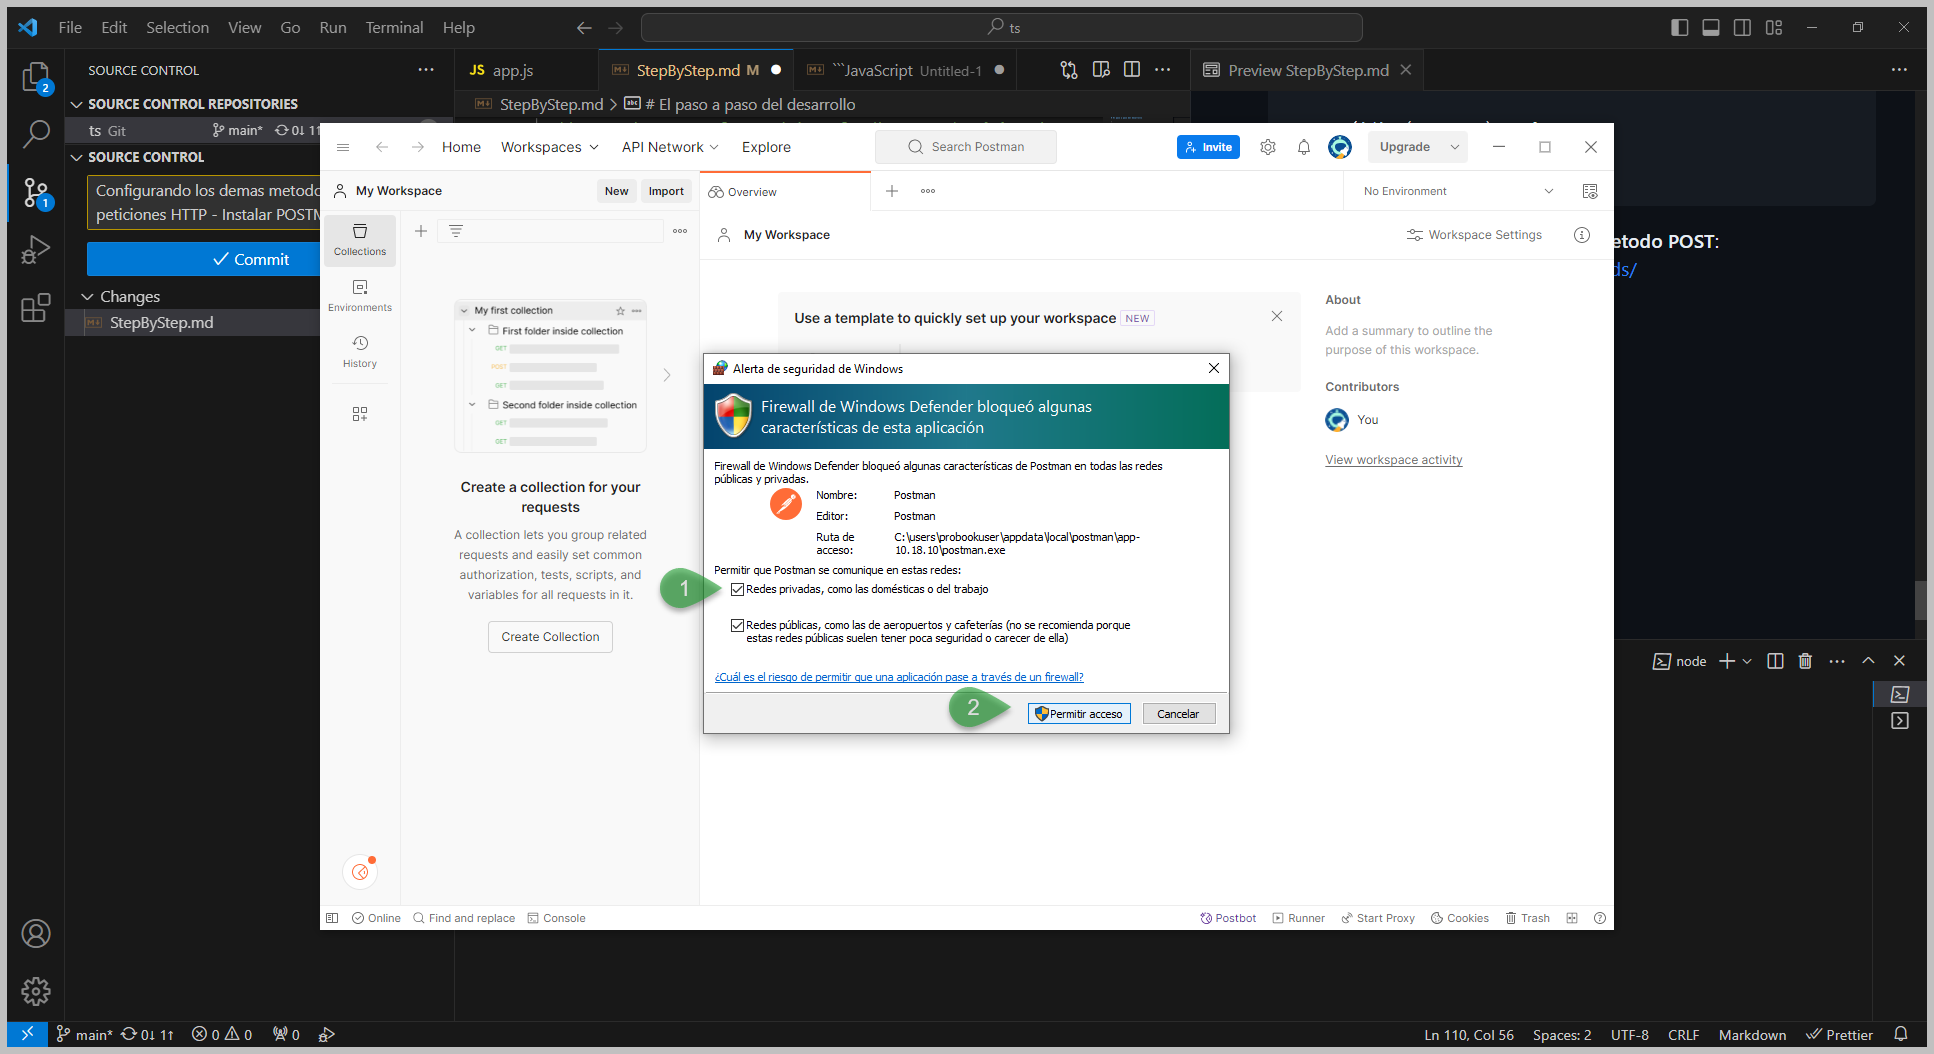 File Edit Selection View Go Run Terminal Help
ts
SOURCE CONTROL
SOURCE CONTROL REPOSITORIES
ts Git main* 0↓ 1↑
SOURCE CONTROL
Configurando los demas metodo
peticiones HTTP - Instalar POSTM
Commit
Changes
StepByStep.md
2
1
JS app.js
StepByStep.md M
```JavaScript Untitled-1
Preview StepByStep.md
StepByStep.md > # El paso a paso del desarrollo
etodo POST:
ds/
Home Workspaces API Network Explore
Search Postman
Invite
Upgrade
My Workspace
New
Import
Overview
No Environment
Collections
Environments
History
My Workspace
Workspace Settings
My first collection
First folder inside collection
GET
POST
GET
Second folder inside collection
GET
GET
Create a collection for your
requests
A collection lets you group related
requests and easily set common
authorization, tests, scripts, and
variables for all requests in it.
Create Collection
Use a template to quickly set up your workspace NEW
About
Add a summary to outline the
purpose of this workspace.
Contributors
You
View workspace activity
Alerta de seguridad de Windows
Firewall de Windows Defender bloqueó algunas
características de esta aplicación
Firewall de Windows Defender bloqueó algunas características de Postman en todas las redes
públicas y privadas.
Nombre: Postman
Editor: Postman
Ruta de
acceso:
C:\users\probookuser\appdata\local\postman\app-
10.18.10\postman.exe
Permitir que Postman se comunique en estas redes:
1
Redes privadas, como las domésticas o del trabajo
Redes públicas, como las de aeropuertos y cafeterías (no se recomienda porque
estas redes públicas suelen tener poca seguridad o carecer de ella)
¿Cuál es el riesgo de permitir que una aplicación pase a través de un firewall?
2
Permitir acceso
Cancelar
node
Online Find and replace Console
Postbot Runner Start Proxy Cookies Trash
main* 0↓ 1↑ 0 0 0
Ln 110, Col 56 Spaces: 2 UTF-8 CRLF Markdown Prettier